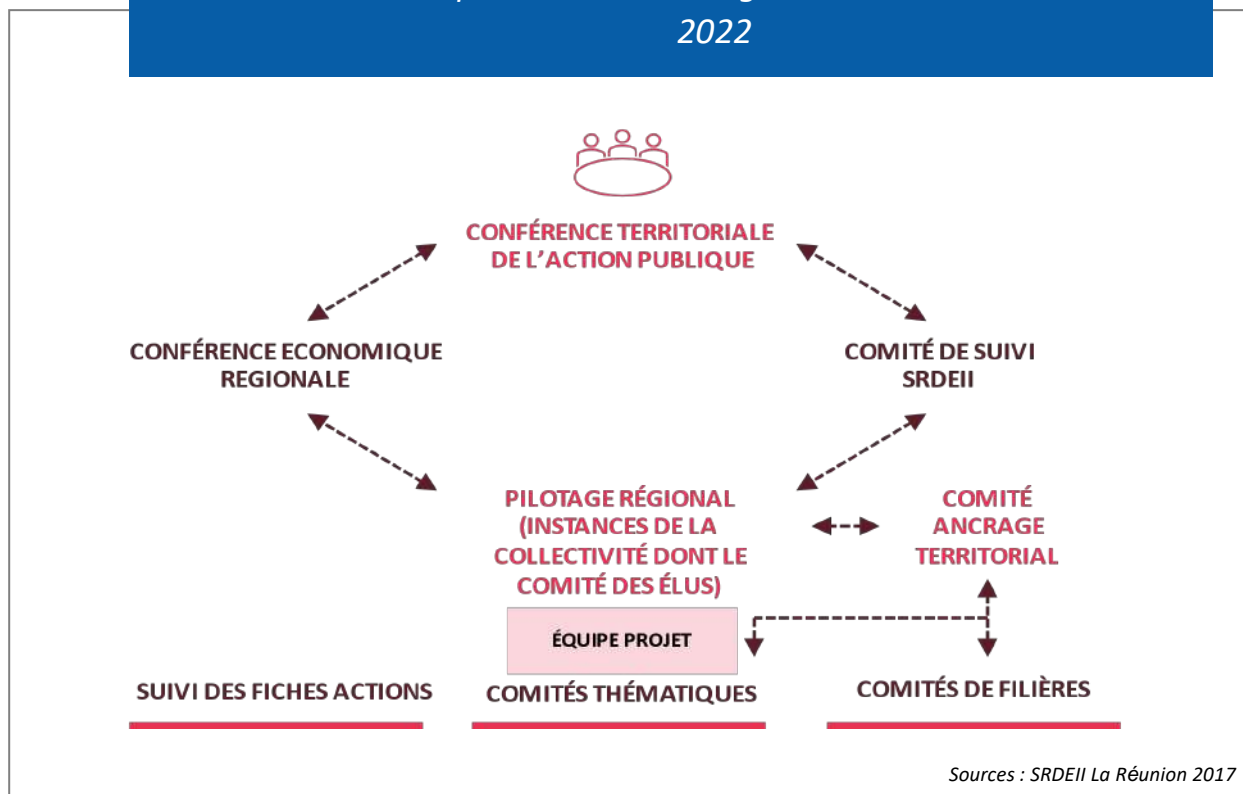 2022
CONFÉRENCE TERRITORIALE
DE L'ACTION PUBLIQUE
CONFÉRENCE ECONOMIQUE
REGIONALE
COMITÉ DE SUIVI
SRDEII
PILOTAGE RÉGIONAL
(INSTANCES DE LA
COLLECTIVITÉ DONT LE
COMITÉ DES ÉLUS)
COMITÉ
ANCRAGE
TERRITORIAL
ÉQUIPE PROJET
SUIVI DES FICHES ACTIONS
COMITÉS THÉMATIQUES
COMITÉS DE FILIÈRES
Sources : SRDEII La Réunion 2017